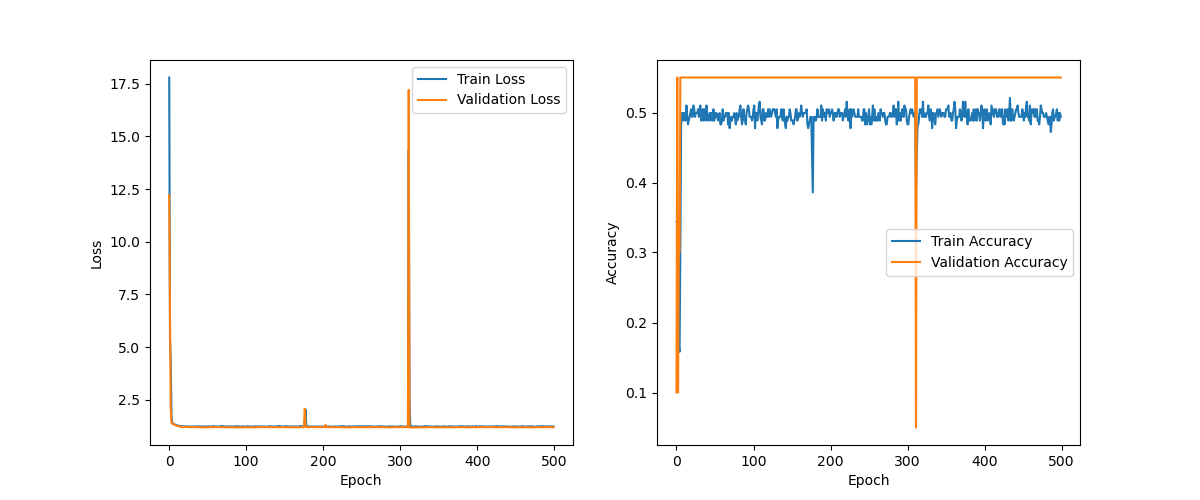 17.5
15.0
12.5
10.0
7.5
5.0
2.5
Loss
0 100 200 300 400 500
Epoch
Train Loss
Validation Loss
0.5
0.4
0.3
0.2
0.1
Accuracy
0 100 200 300 400 500
Epoch
Train Accuracy
Validation Accuracy